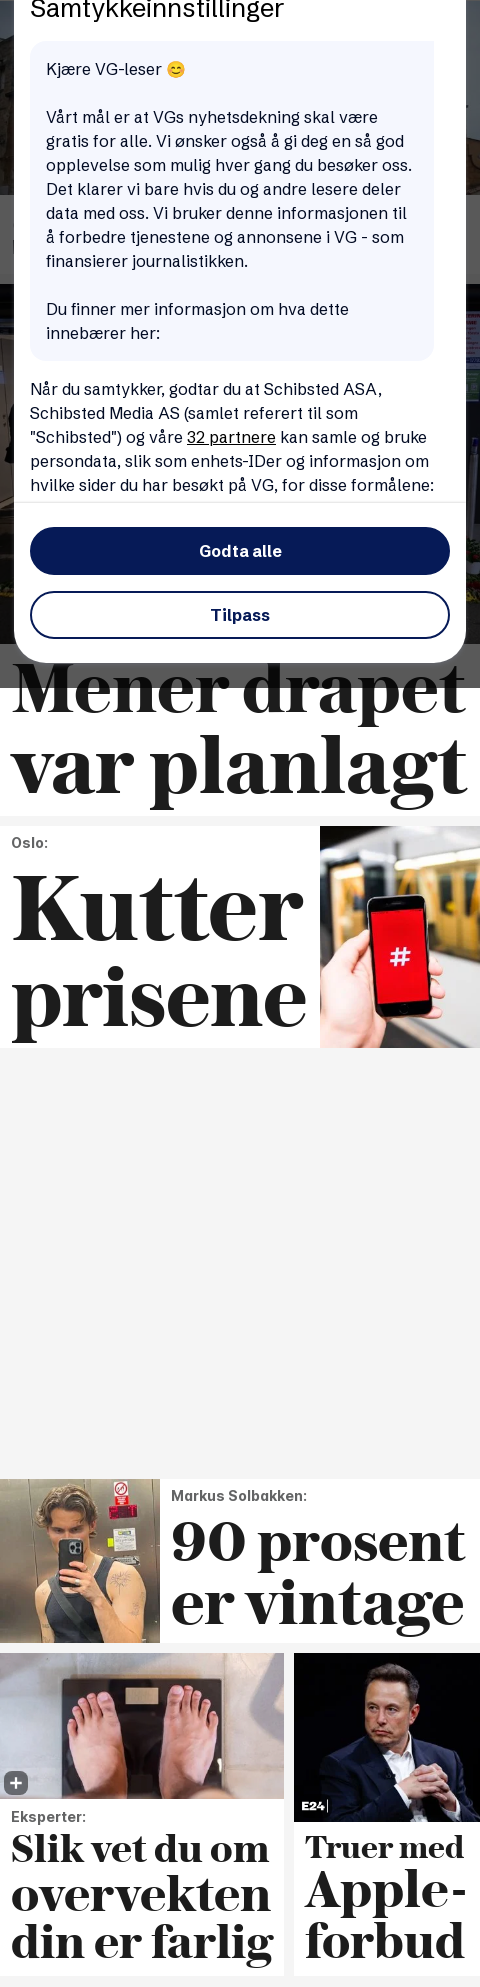 Samtykkeinnstillinger
Kjære VG-leser 😊
Vårt mål er at VGs nyhetsdekning skal være
gratis for alle. Vi ønsker også å gi deg en så god
opplevelse som mulig hver gang du besøker oss.
Det klarer vi bare hvis du og andre lesere deler
data med oss. Vi bruker denne informasjonen til
å forbedre tjenestene og annonsene i VG - som
finansierer journalistikken.
Du finner mer informasjon om hva dette
innebærer her:
Når du samtykker, godtar du at Schibsted ASA,
Schibsted Media AS (samlet referert til som
"Schibsted") og våre 32 partnere kan samle og bruke
persondata, slik som enhets-IDer og informasjon om
hvilke sider du har besøkt på VG, for disse formålene:
Godta alle
Tilpass
Mener drapet
var planlagt
Oslo:
Kutter
prisene
#
Markus Solbakken:
90 prosent
er vintage
Eksperter:
Slik vet du om
overvekten
din er farlig
E24
Truer med
Apple-
forbud